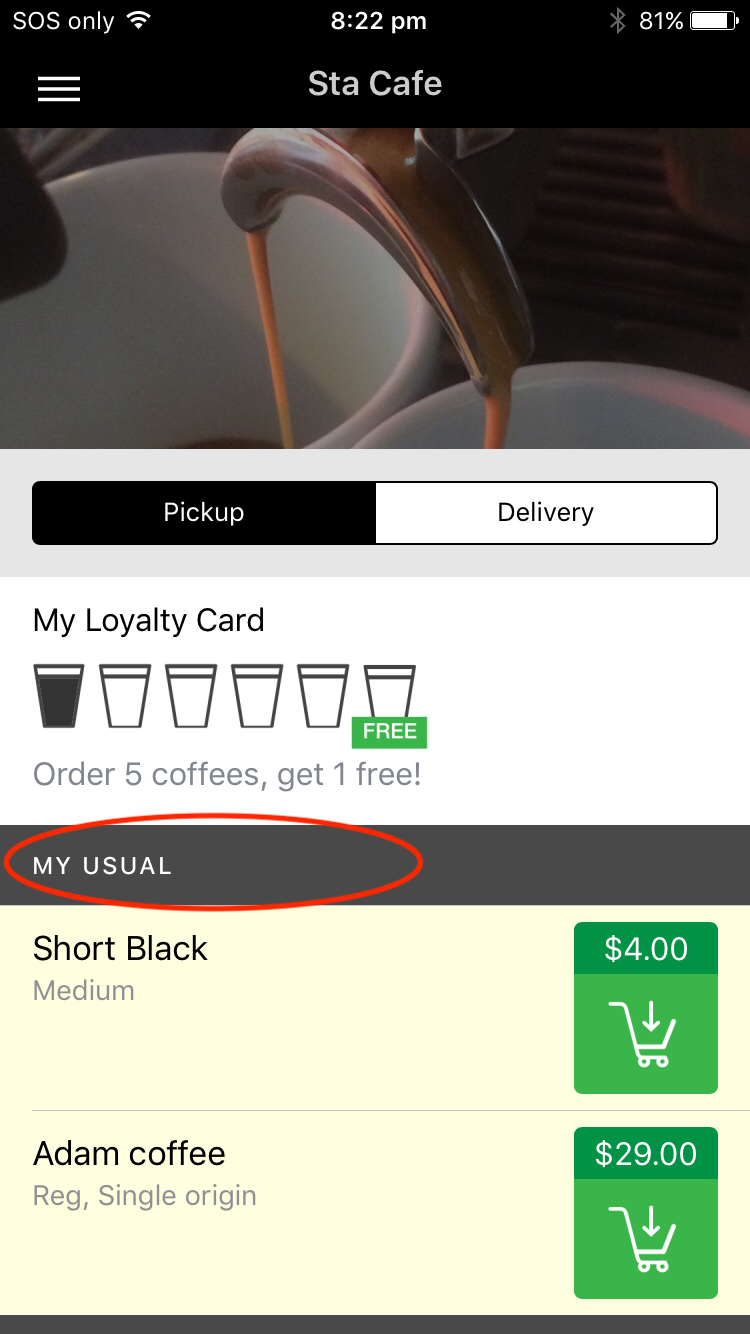 SOS only 8:22 pm 81%
Sta Cafe
Pickup Delivery
My Loyalty Card
FREE
Order 5 coffees, get 1 free!
MY USUAL
Short Black $4.00
Medium
Adam coffee $29.00
Reg, Single origin